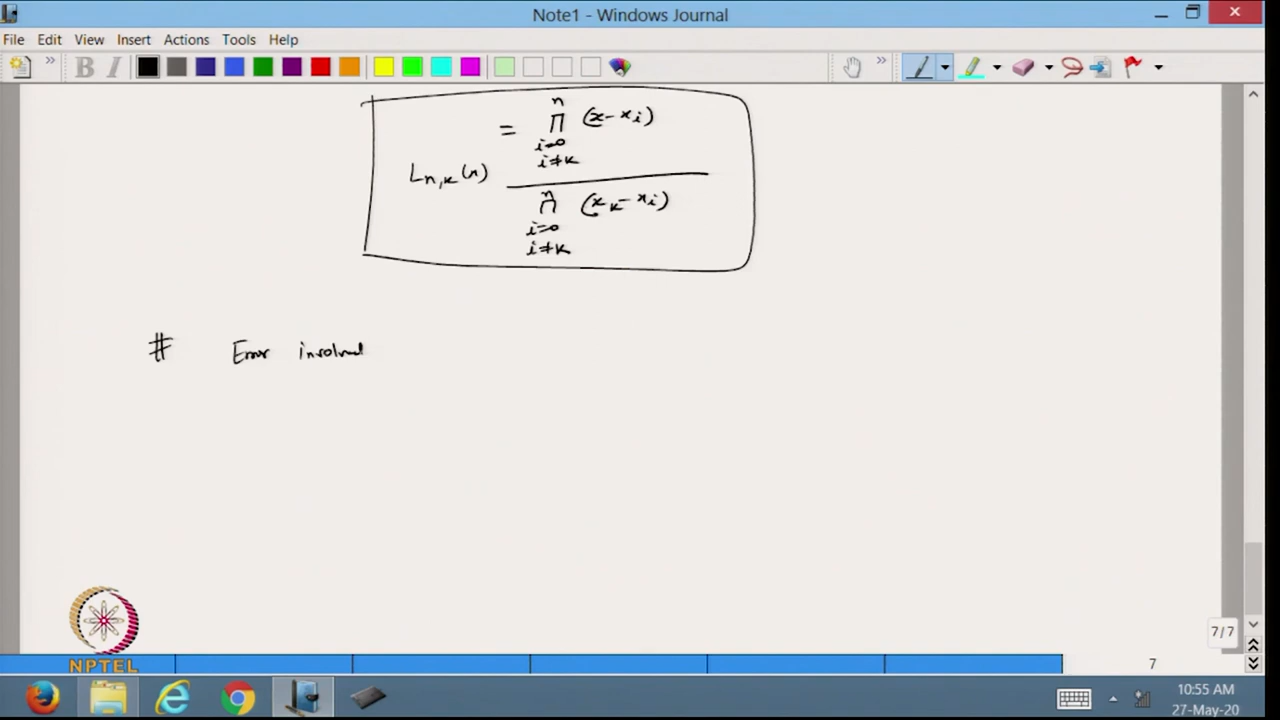 Note1 - Windows Journal
File Edit View Insert Actions Tools Help
B I
n
= Π (x-xi)
i=0
i≠k
Ln,k(x)
n
Π (xk-xi)
i=0
i≠k
# Error involved
7/7
NPTEL
7
10:55 AM
27-May-20